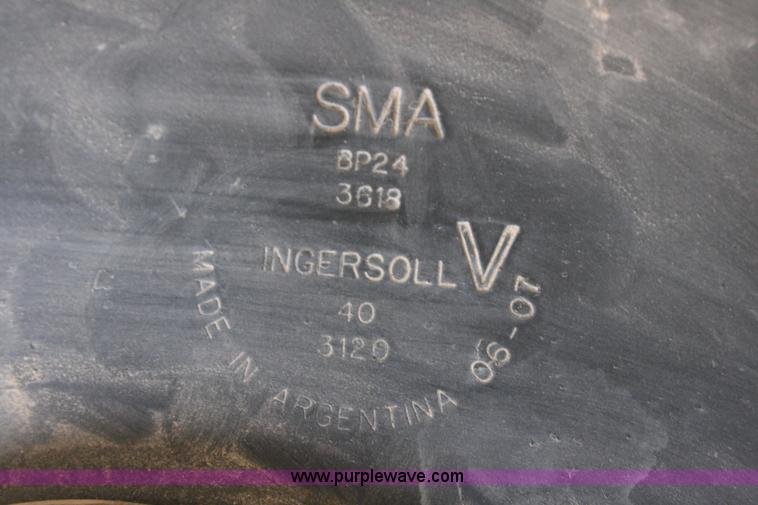 SMA
BP24
3618
INGERSOLL V
40
3120
MADE IN ARGENTINA 06-07
www.purplewave.com